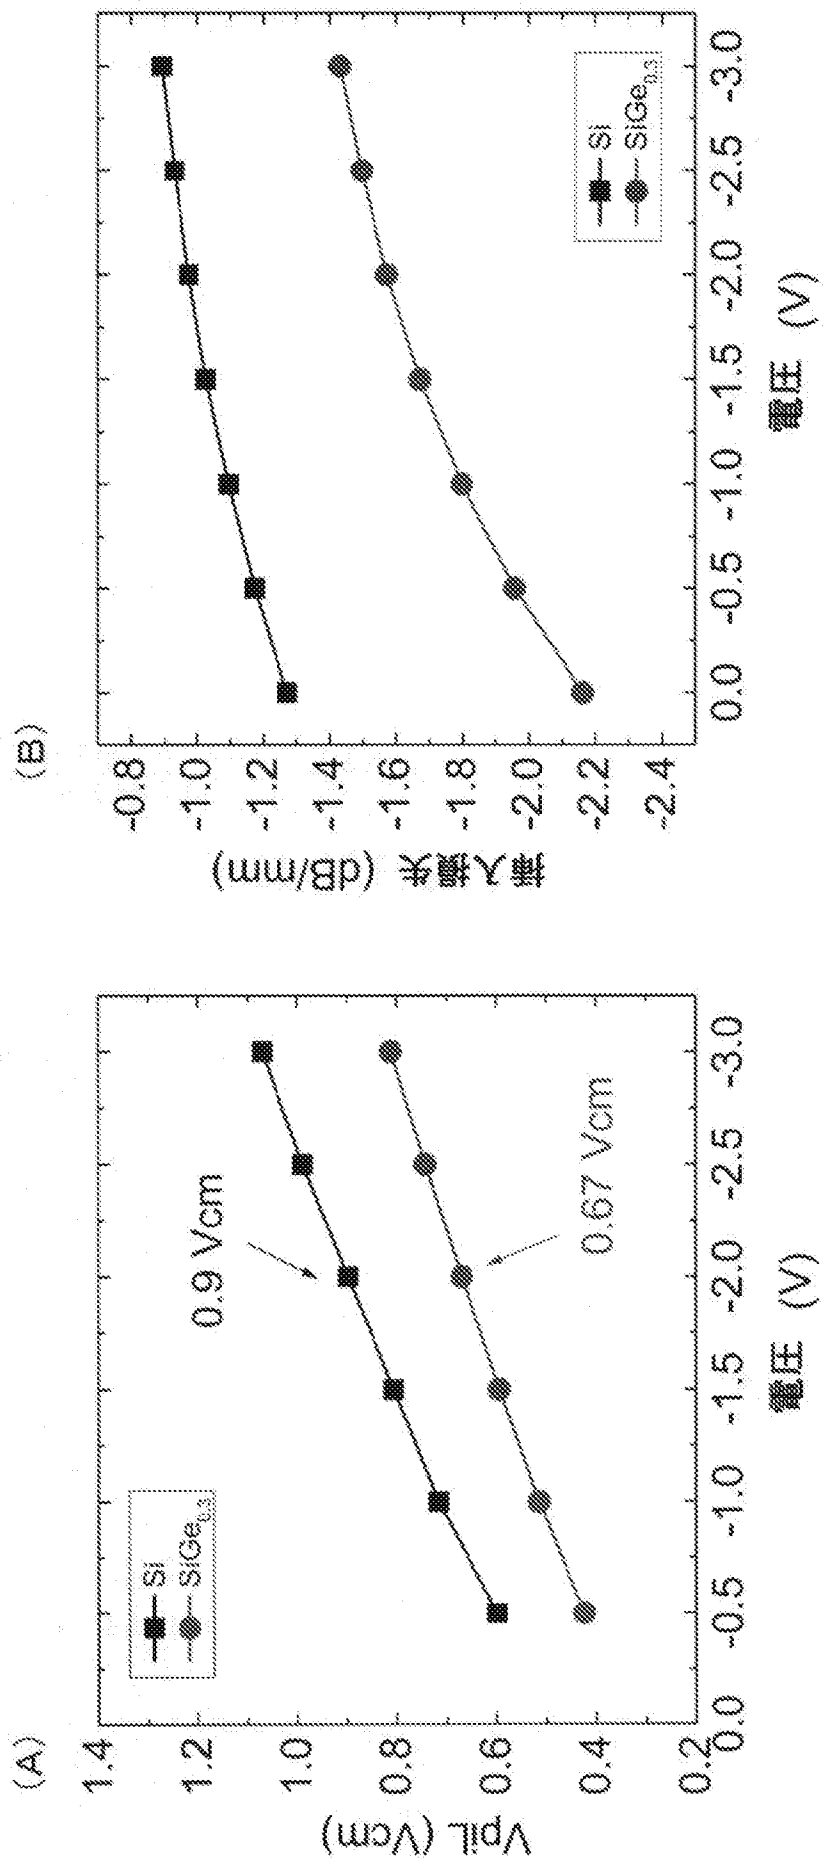 (A)
1.4
1.2
1.0
0.8
0.6
0.4
0.2
VpiL (Vcm)
Si
SiGe0.3
0.9 Vcm
0.67 Vcm
0.0 -0.5 -1.0 -1.5 -2.0 -2.5 -3.0
電圧 (V)
(B)
-0.8
-1.0
-1.2
-1.4
-1.6
-1.8
-2.0
-2.2
-2.4
挿入損失 (dB/mm)
Si
SiGe0.3
0.0 -0.5 -1.0 -1.5 -2.0 -2.5 -3.0
電圧 (V)